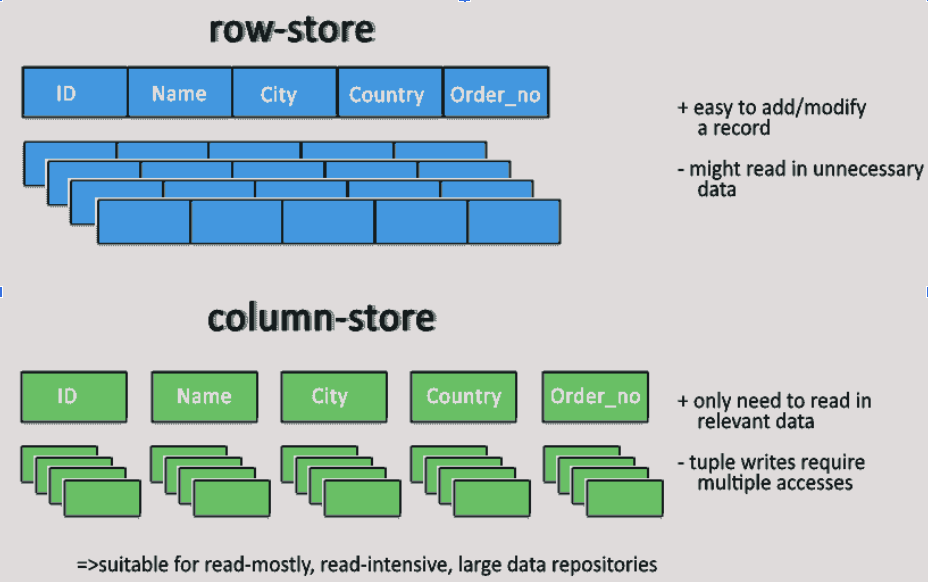 row-store
ID Name City Country Order_no
+ easy to add/modify
a record
- might read in unnecessary
data
column-store
ID Name City Country Order_no
+ only need to read in
relevant data
- tuple writes require
multiple accesses
=>suitable for read-mostly, read-intensive, large data repositories